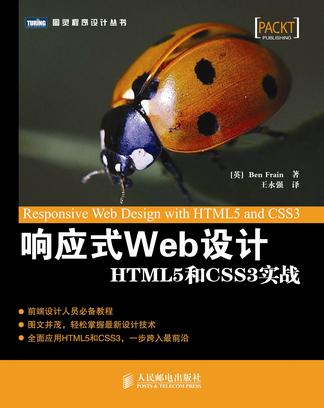 TURING
图灵程序设计丛书
[PACKT]
PUBLISHING
[英] Ben Frain 著
王永强 译
Responsive Web Design with HTML5 and CSS3
响应式Web设计
HTML5和CSS3实战
● 前端设计人员必备教程
● 图文并茂，轻松掌握最新设计技术
● 全面应用HTML5和CSS3，一步跨入最前沿
人民邮电出版社
POSTS & TELECOM PRESS